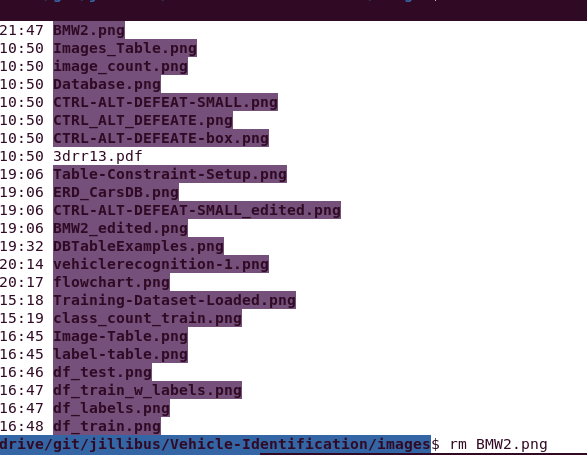 21:47 BMW2.png
10:50 Images_Table.png
10:50 image_count.png
10:50 Database.png
10:50 CTRL-ALT-DEFEAT-SMALL.png
10:50 CTRL_ALT_DEFEATE.png
10:50 CTRL-ALT-DEFEATE-box.png
10:50 3drr13.pdf
19:06 Table-Constraint-Setup.png
19:06 ERD_CarsDB.png
19:06 CTRL-ALT-DEFEAT-SMALL_edited.png
19:06 BMW2_edited.png
19:32 DBTableExamples.png
20:14 vehiclerecognition-1.png
20:17 flowchart.png
15:18 Training-Dataset-Loaded.png
15:19 class_count_train.png
16:45 Image-Table.png
16:45 label-table.png
16:46 df_test.png
16:47 df_train_w_labels.png
16:47 df_labels.png
16:48 df_train.png
drive/git/jillibus/Vehicle-Identification/images$ rm BMW2.png